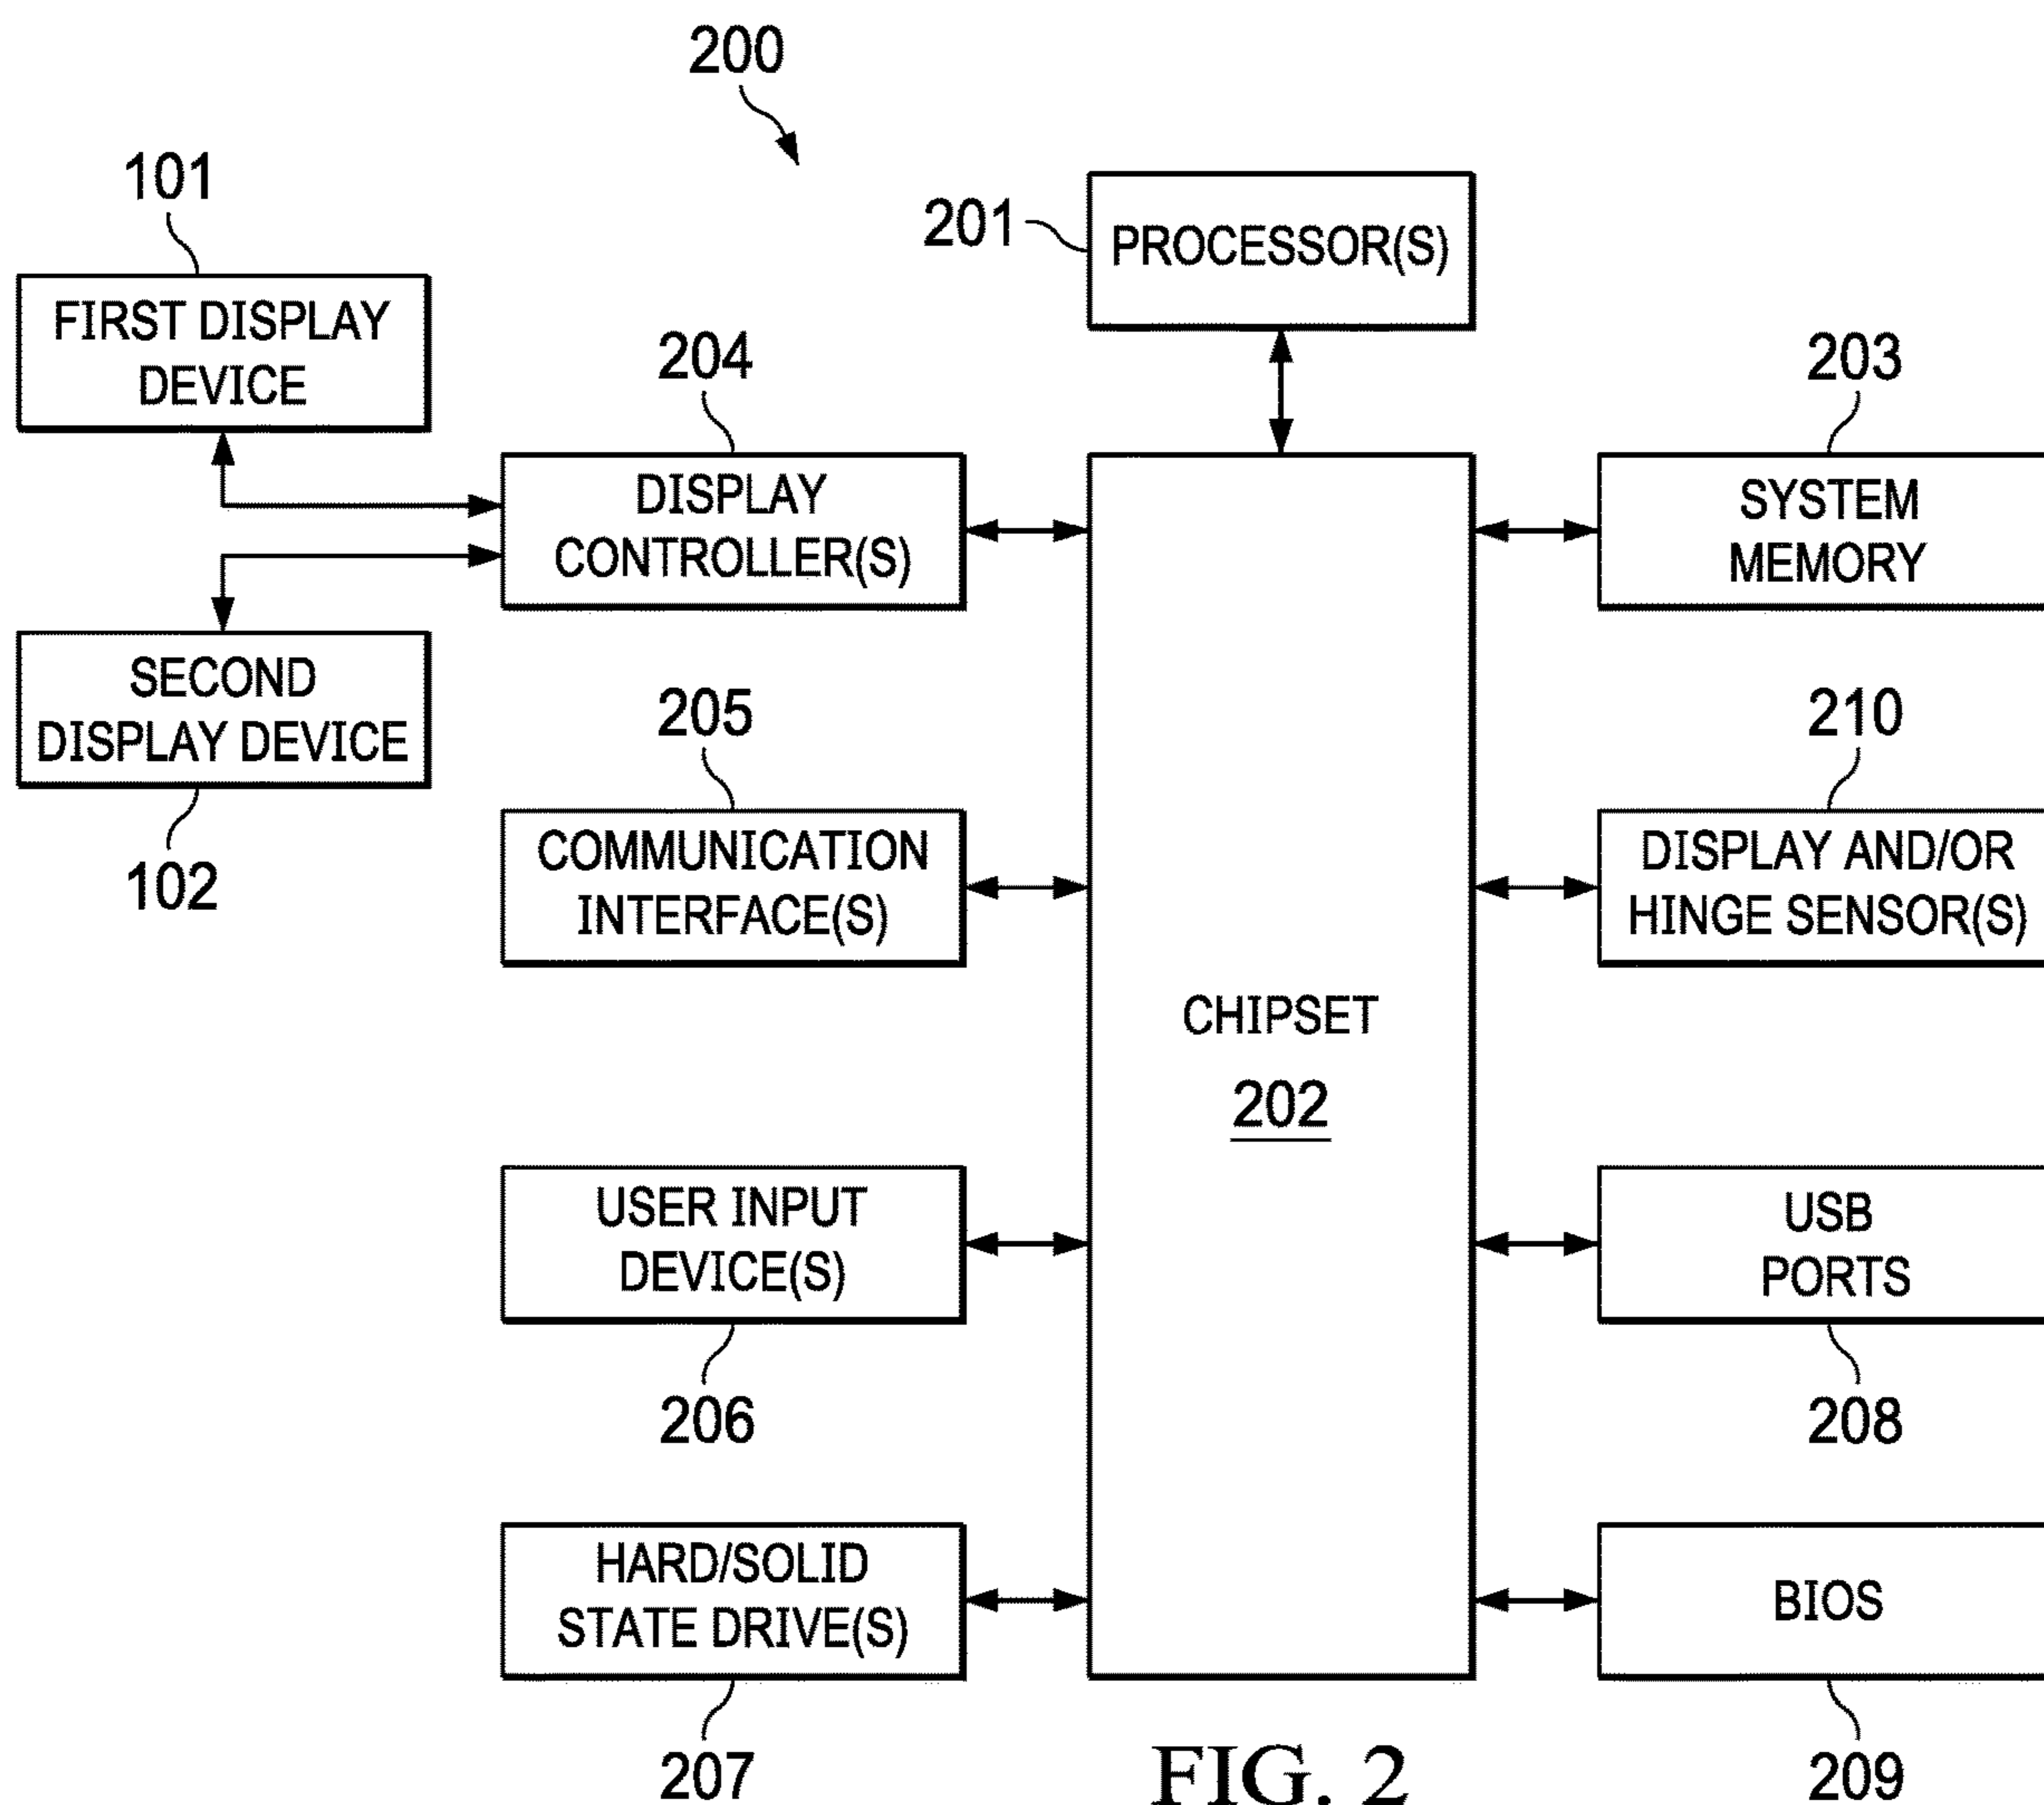 200
101
FIRST DISPLAY
DEVICE
201
PROCESSOR(S)
204
DISPLAY
CONTROLLER(S)
203
SYSTEM
MEMORY
SECOND
DISPLAY DEVICE
102
205
COMMUNICATION
INTERFACE(S)
210
DISPLAY AND/OR
HINGE SENSOR(S)
CHIPSET
202
USER INPUT
DEVICE(S)
206
USB
PORTS
208
HARD/SOLID
STATE DRIVE(S)
207
BIOS
209
FIG. 2